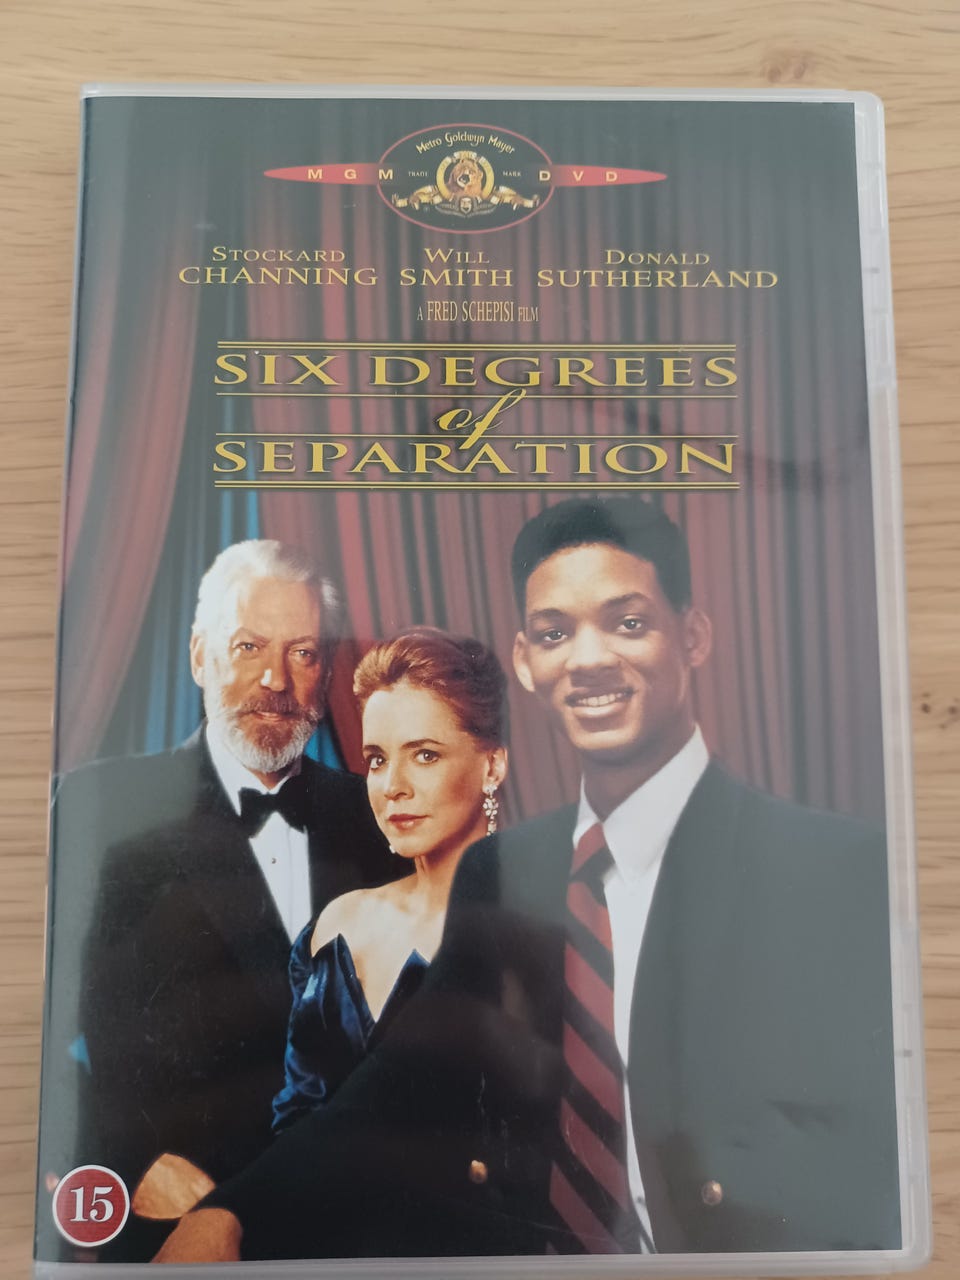 Metro Goldwyn Mayer
MGM TRADE MARK DVD
STOCKARD CHANNING
WILL SMITH
DONALD SUTHERLAND
A FRED SCHEPISI FILM
SIX DEGREES
of
SEPARATION
15